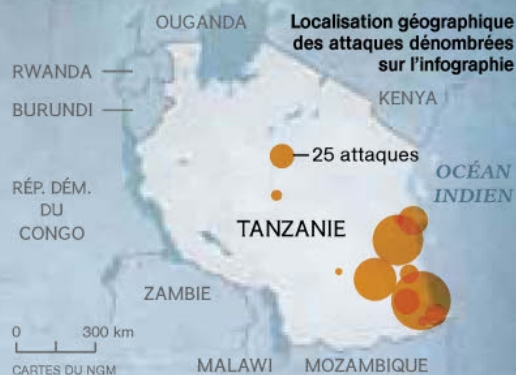 Localisation géographique
des attaques dénombrées
sur l'infographie
OUGANDA
RWANDA
KENYA
BURUNDI
25 attaques
OCÉAN
INDIEN
RÉP. DÉM.
DU
CONGO
TANZANIE
ZAMBIE
0 300 km
MALAWI
MOZAMBIQUE
CARTES DU NGM